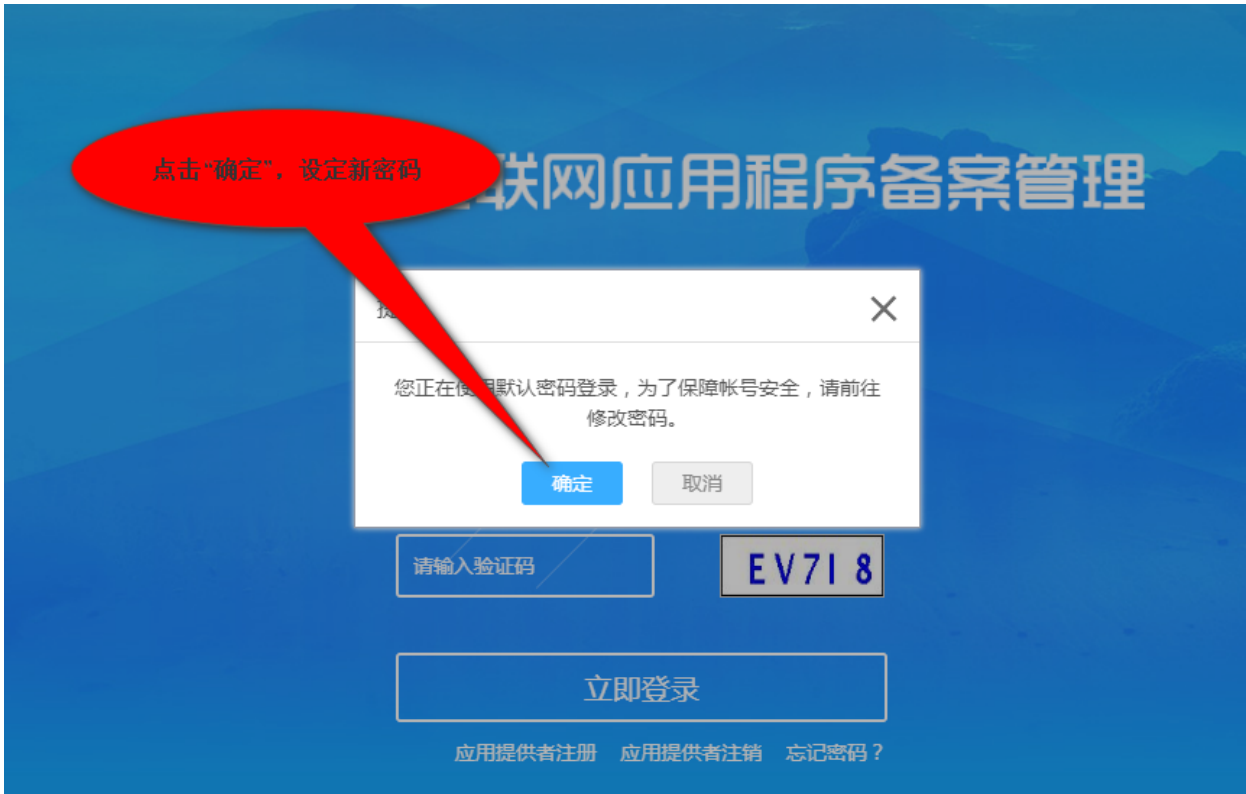 点击“确定”，设定新密码
联网应用程序备案管理
您正在使用默认密码登录，为了保障帐号安全，请前往
修改密码。
确定
取消
请输入验证码
EV7I8
立即登录
应用提供者注册 应用提供者注销 忘记密码？